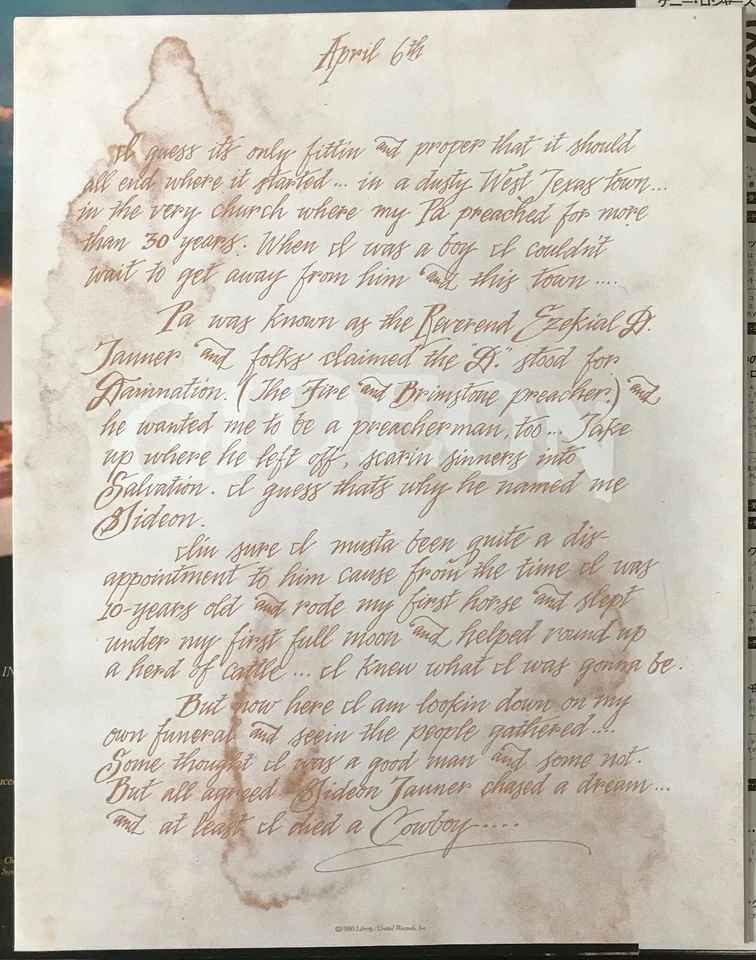 ケニー・ロジャース
April 6th
I guess its only fittin and proper that it should
all end where it started... in a dusty West Texas town...
in the very church where my Pa preached for more
than 30 years. When I was a boy I couldn't
wait to get away from him and this town....
Pa was known as the Reverend Ezekial D.
Tanner and folks claimed the "D." stood for
Damnation. (The Fire and Brimstone preacher.) and
he wanted me to be a preacherman, too... Take
up where he left off, scarin sinners into
Salvation. I guess thats why he named me
Gideon.
I'm sure I musta been quite a dis-
appointment to him cause from the time I was
10-years old and rode my first horse and slept
under my first full moon and helped round up
a herd of cattle... I knew what I was gonna be.
But now here I am lookin down on my
own funeral and seein the people gathered....
Some thought I was a good man and some not.
But all agreed Gideon Tanner chased a dream...
and at least I died a Cowboy....
©1980 Liberty/United Records, Inc.